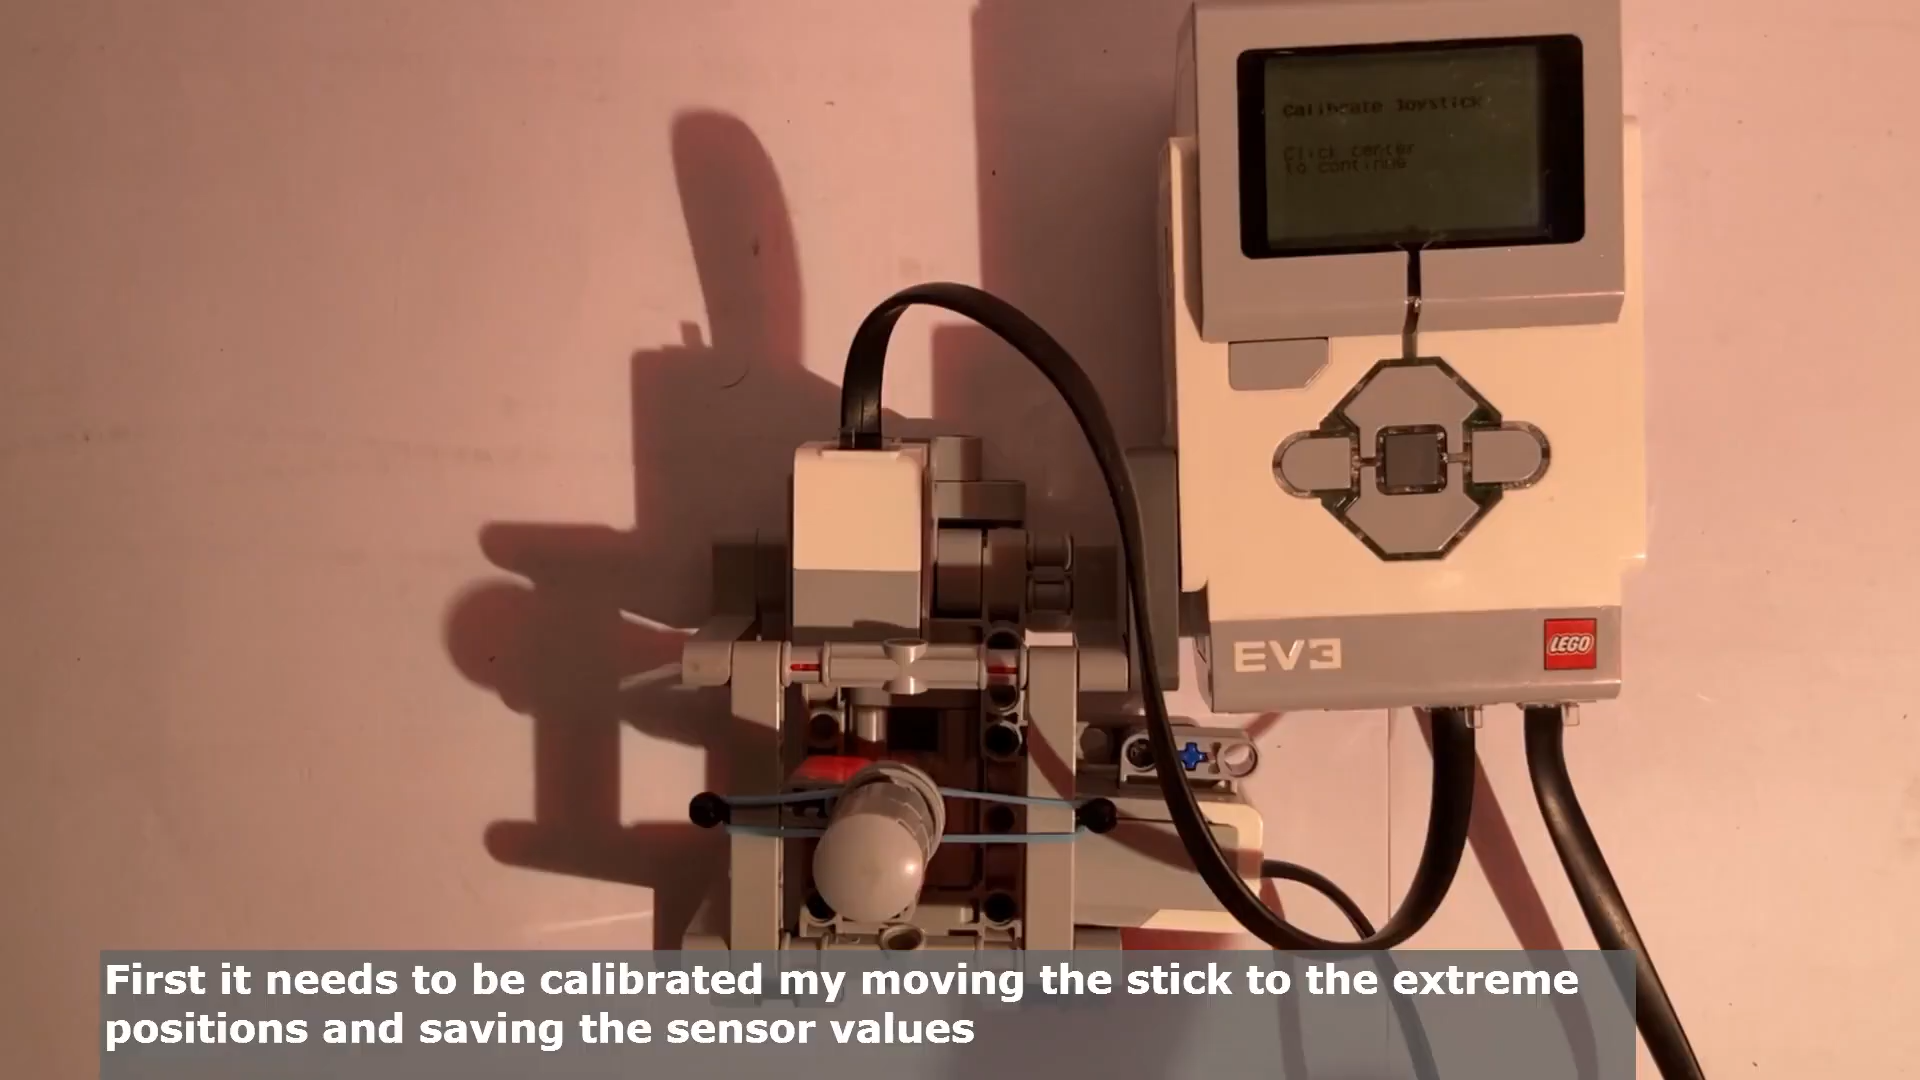 Calibrate Joystick
Click center
to continue
EV3
LEGO
First it needs to be calibrated my moving the stick to the extreme
positions and saving the sensor values